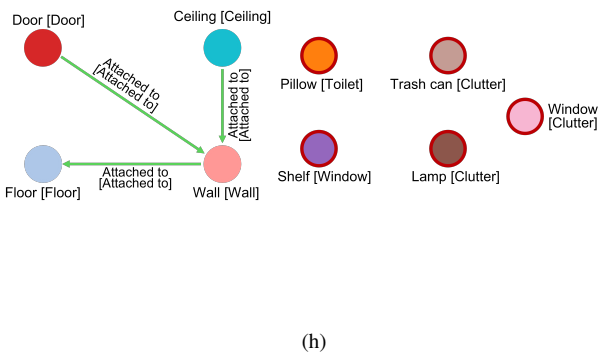 Door [Door]
Ceiling [Ceiling]
Attached to
[Attached to]
Attached to
[Attached to]
Pillow [Toilet]
Trash can [Clutter]
Window
[Clutter]
Attached to
[Attached to]
Floor [Floor]
Wall [Wall]
Shelf [Window]
Lamp [Clutter]
(h)